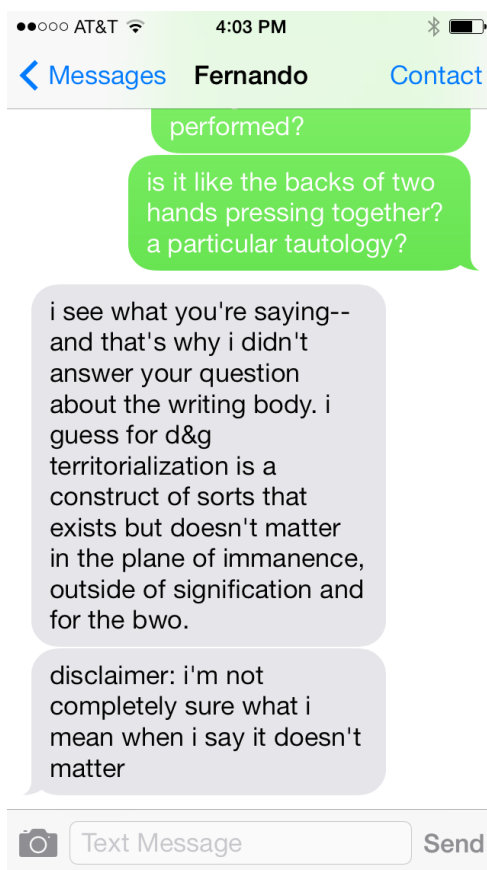 AT&T 4:03 PM
Messages Fernando Contact
performed?
is it like the backs of two
hands pressing together?
a particular tautology?
i see what you're saying--
and that's why i didn't
answer your question
about the writing body. i
guess for d&g
territorialization is a
construct of sorts that
exists but doesn't matter
in the plane of immanence,
outside of signification and
for the bwo.
disclaimer: i'm not
completely sure what i
mean when i say it doesn't
matter
Text Message Send